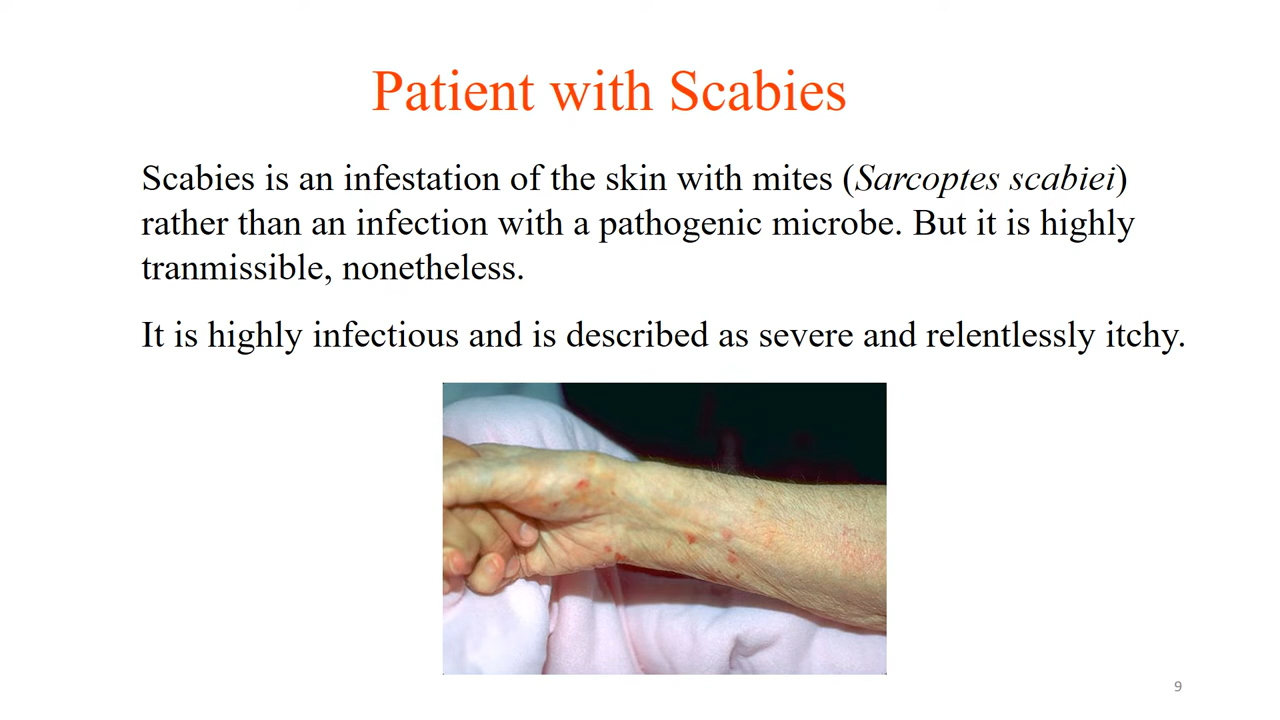 Patient with Scabies
Scabies is an infestation of the skin with mites (Sarcoptes scabiei)
rather than an infection with a pathogenic microbe. But it is highly
tranmissible, nonetheless.
It is highly infectious and is described as severe and relentlessly itchy.
9